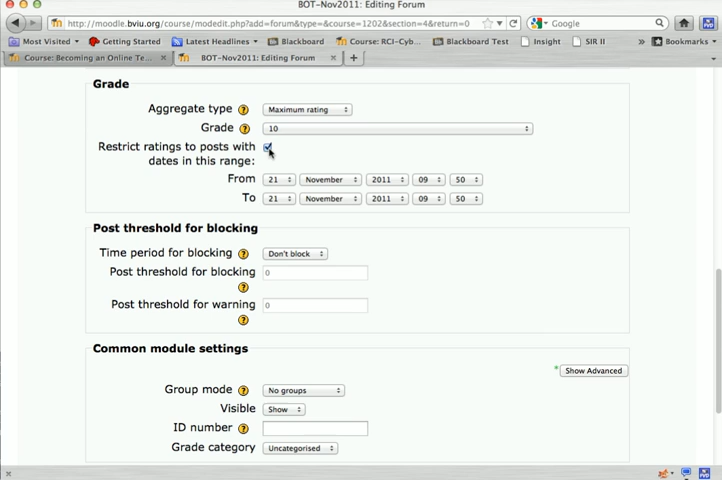 BOT-Nov2011: Editing Forum
http://moodle.bviu.org/course/modedit.php?add=forum&type=&course=1202&section=4&return=0
Google
Most Visited Getting Started Latest Headlines Blackboard Course: RCI-Cyb... Blackboard Test Insight SIR II » Bookmarks
Course: Becoming an Online Te... × BOT-Nov2011: Editing Forum × +
Grade
Aggregate type ? Maximum rating
Grade ? 10
Restrict ratings to posts with
dates in this range:
From 21 November 2011 09 50
To 21 November 2011 09 50
Post threshold for blocking
Time period for blocking ? Don't block
Post threshold for blocking 0
?
Post threshold for warning 0
?
Common module settings
* Show Advanced
Group mode ? No groups
Visible Show
ID number ?
Grade category Uncategorised
×